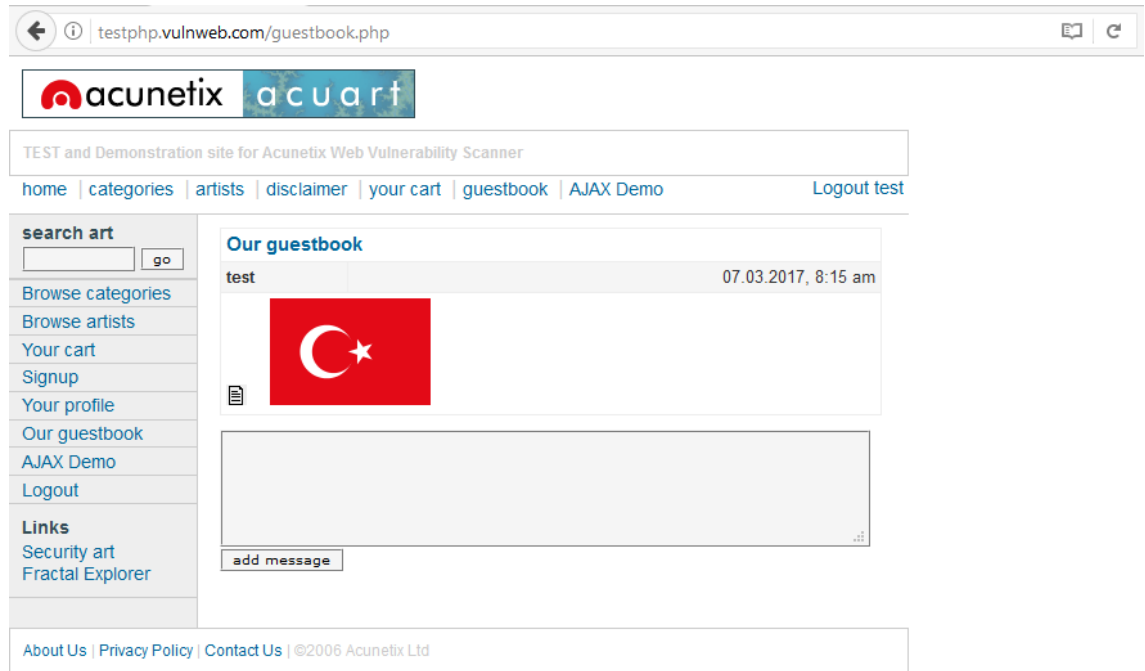 testphp.vulnweb.com/guestbook.php
acunetix acuart
TEST and Demonstration site for Acunetix Web Vulnerability Scanner
home | categories | artists | disclaimer | your cart | guestbook | AJAX Demo
Logout test
search art
go
Browse categories
Browse artists
Your cart
Signup
Your profile
Our guestbook
AJAX Demo
Logout
Links
Security art
Fractal Explorer
Our guestbook
test 07.03.2017, 8:15 am
add message
About Us | Privacy Policy | Contact Us | ©2006 Acunetix Ltd